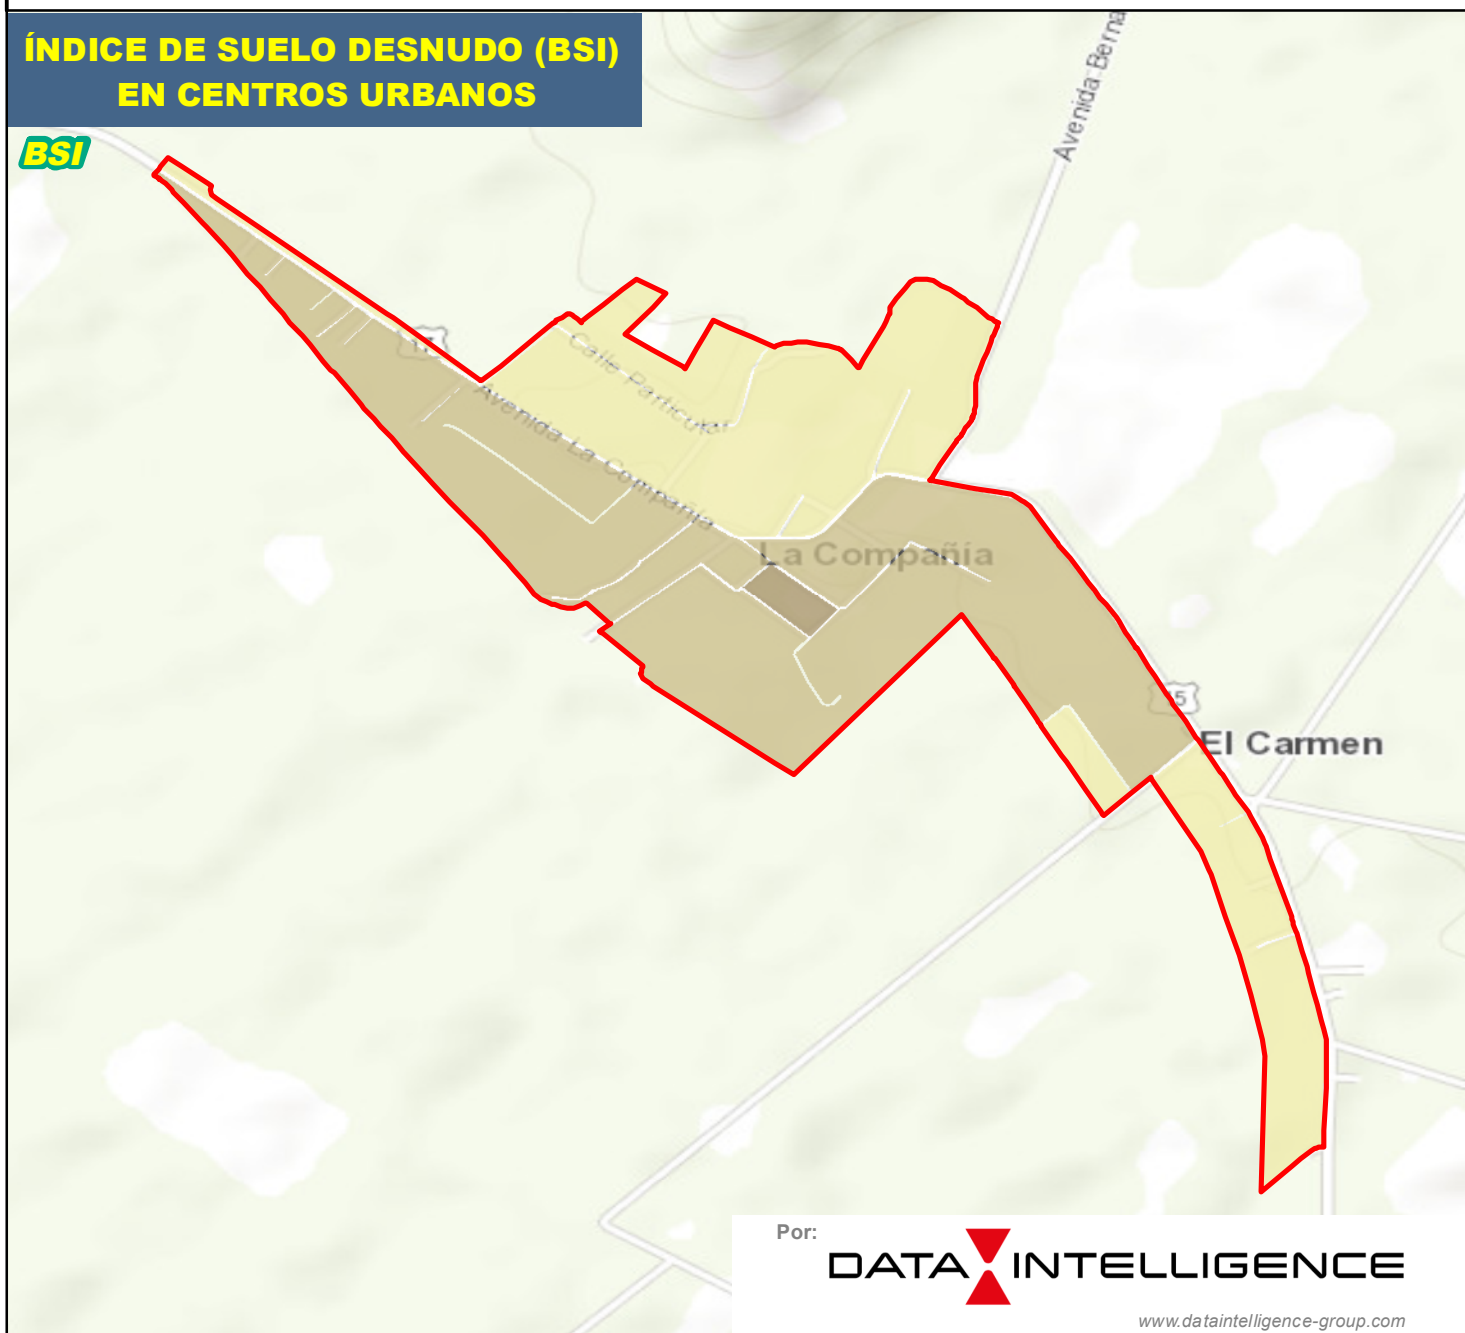 ÍNDICE DE SUELO DESNUDO (BSI)
EN CENTROS URBANOS
BSI
Avenida Berna
Calle Particular
Avenida La Compañía
La Compañía
El Carmen
Por:
DATA INTELLIGENCE
www.dataintelligence-group.com